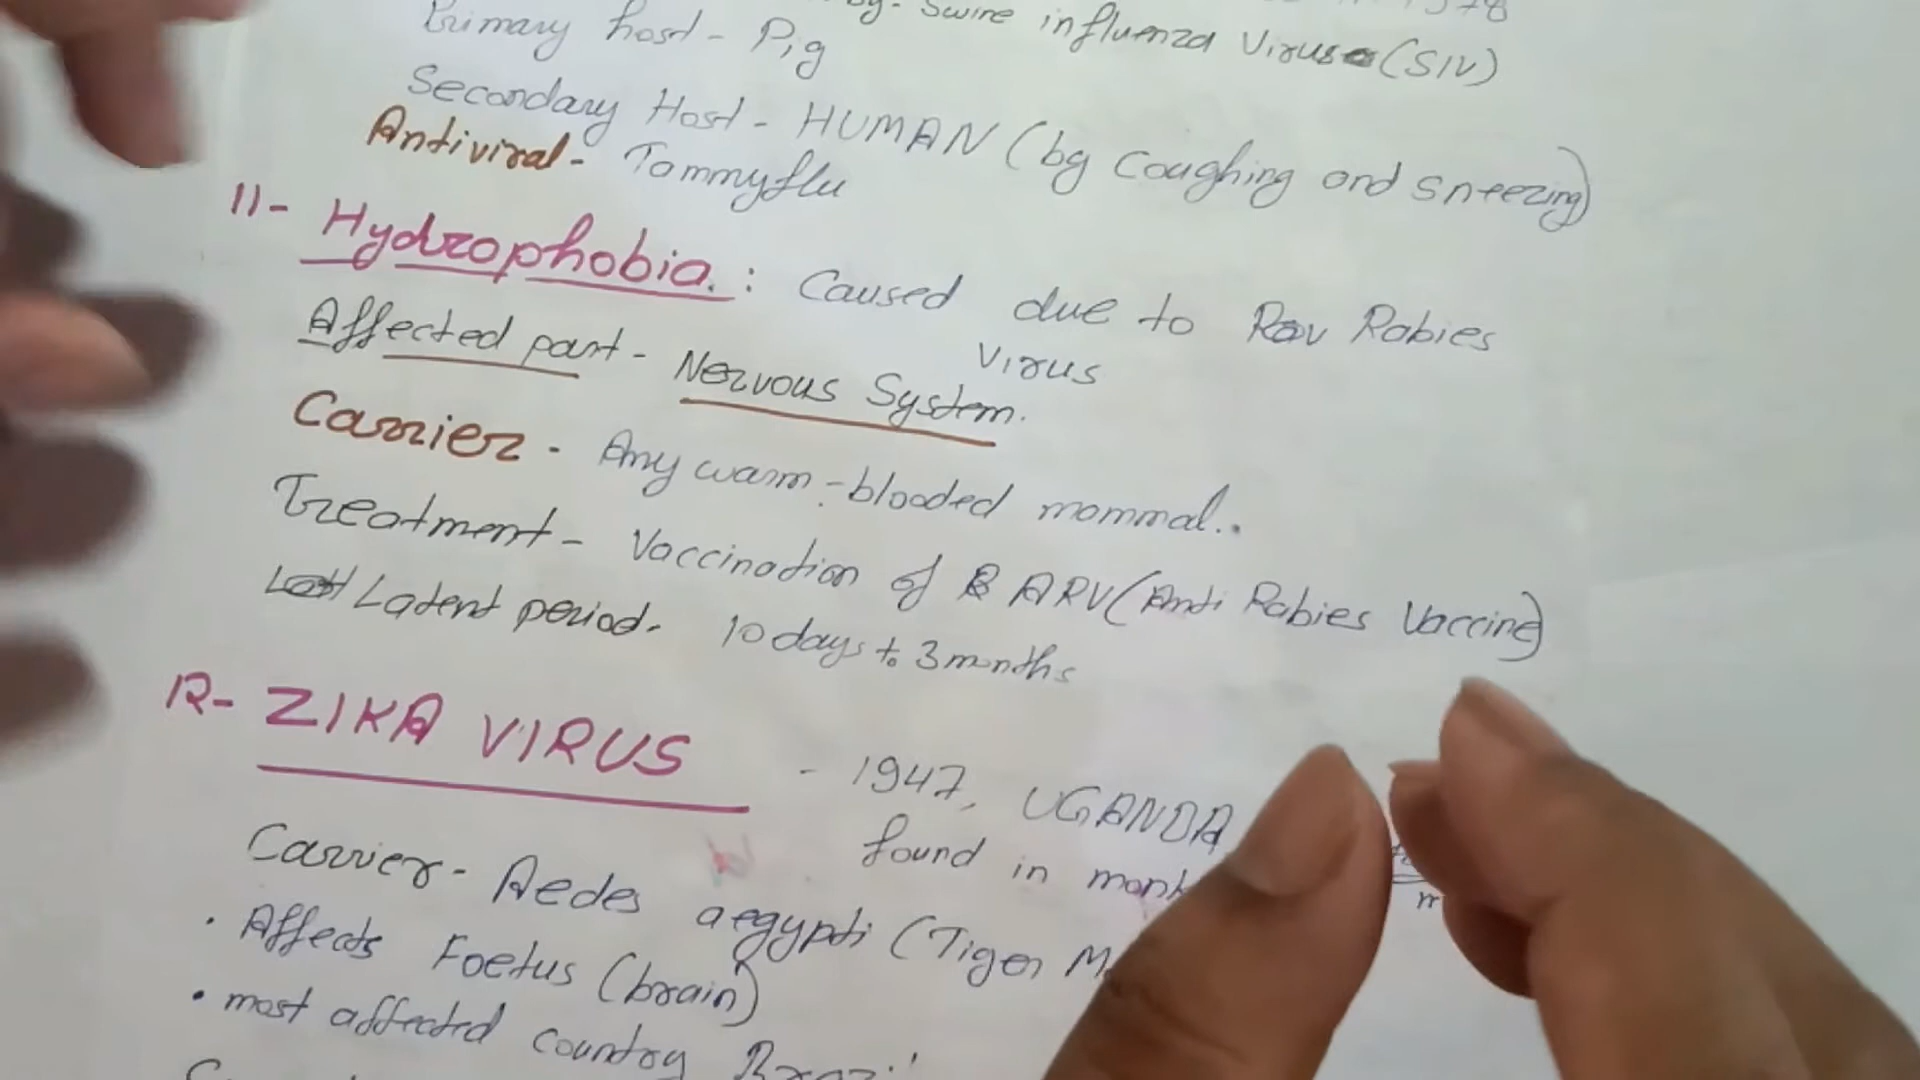 Swine influenza Virus (SIV)
Primary host - Pig
Secondary Host - HUMAN (by Coughing and Sneezing)
Antiviral - Tammyflu
11- Hydrophobia. : Caused due to Rabies
Virus
Affected part - Nervous System.
Carrier - Any warm-blooded mammal..
Treatment - Vaccination of ARV (Anti Rabies Vaccine)
Latent period. 10 days to 3 months
12- ZIKA VIRUS - 1947, UGANDA
found in
Carrier - Aedes aegypti (Tiger
• Affects Foetus (brain)
• most affected country